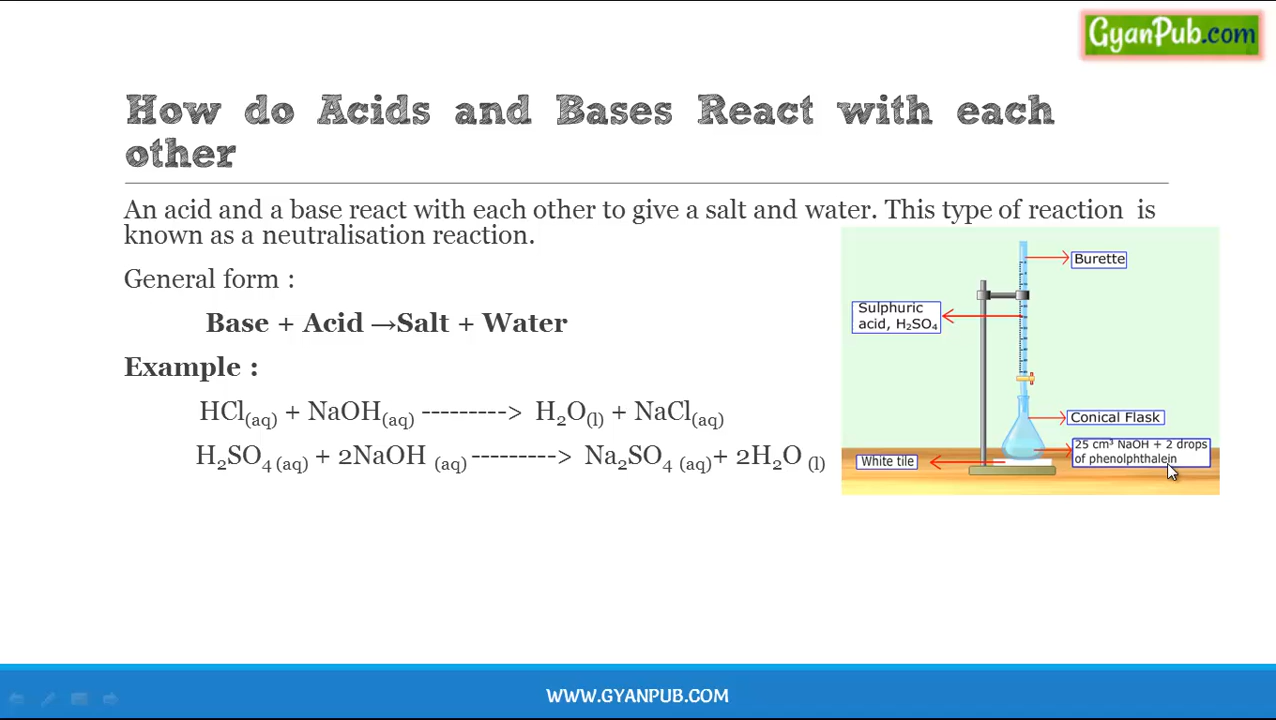 GyanPub.com
How do Acids and Bases React with each
other
An acid and a base react with each other to give a salt and water. This type of reaction is
known as a neutralisation reaction.
General form :
Base + Acid →Salt + Water
Example :
HCl(aq) + NaOH(aq) ---------> H₂O(l) + NaCl(aq)
H₂SO₄ (aq) + 2NaOH (aq) ---------> Na₂SO₄ (aq)+ 2H₂O (l)
Burette
Sulphuric
acid, H₂SO₄
Conical Flask
25 cm³ NaOH + 2 drops
of phenolphthalein
White tile
WWW.GYANPUB.COM